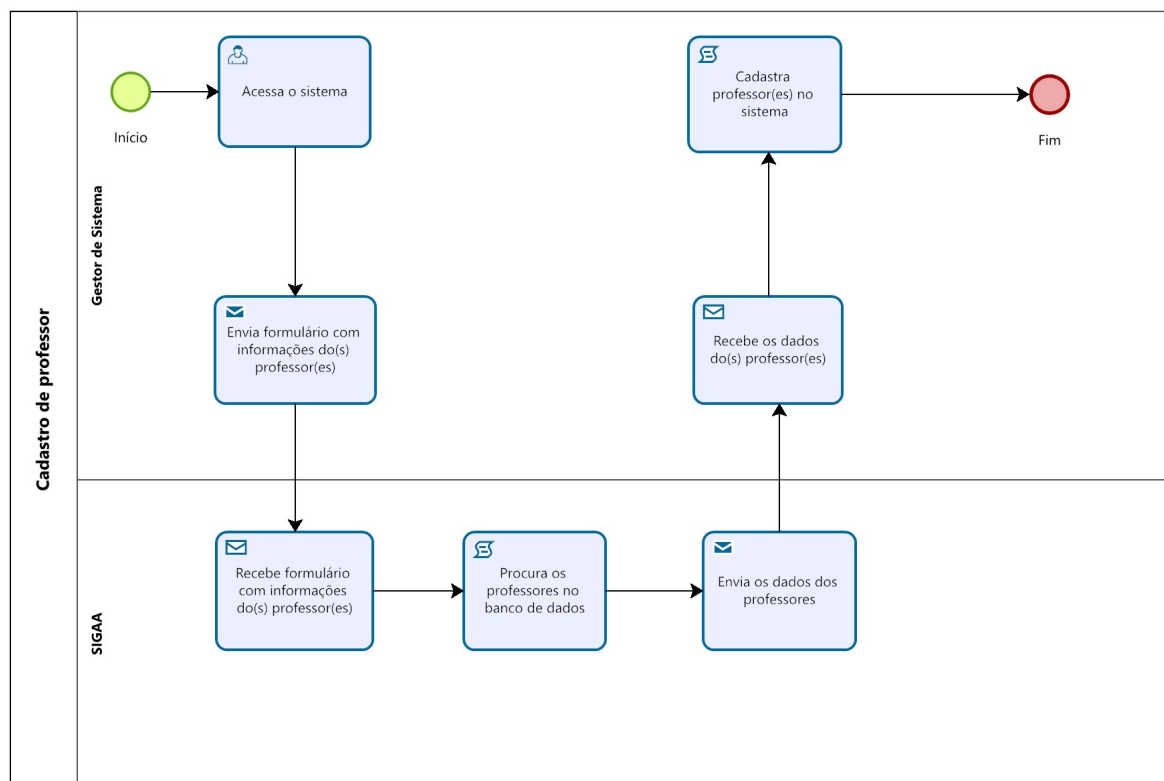 Cadastro de professor
Gestor de Sistema
Início
Acessa o sistema
Envia formulário com
informações do(s)
professor(es)
Cadastra
professor(es) no
sistema
Fim
Recebe os dados
do(s) professor(es)
SIGAA
Recebe formulário
com informações
do(s) professor(es)
Procura os
professores no
banco de dados
Envia os dados dos
professores